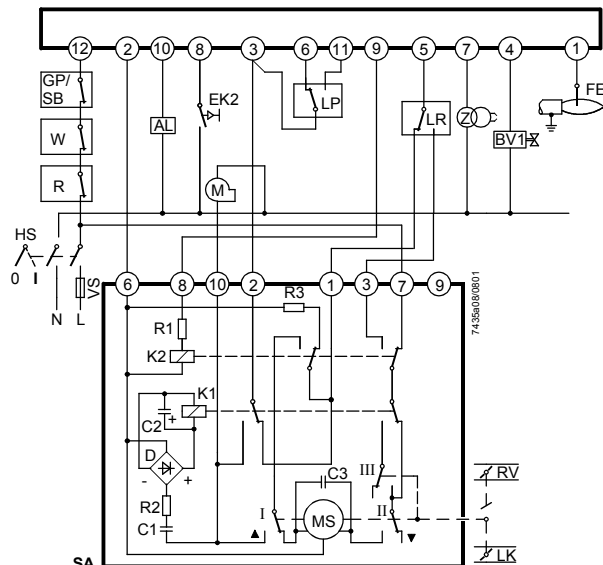 12 2 10 8 3 6 11 9 5 7 4 1
GP/
SB
EK2
LP
FE
LR
Z
W
AL
BV1
R
M
HS
0 I
VS
N L
6 8 10 2 1 3 7 9
R3
R1
7435a08/0801
K2
K1
C2 +
D
- +
C3
III
RV
R2
I
MS
II
C1
LK
SA